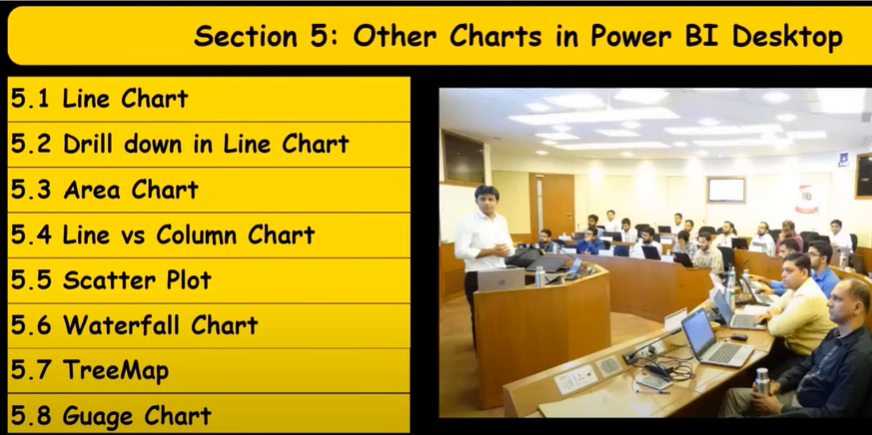 Section 5: Other Charts in Power BI Desktop
5.1 Line Chart
5.2 Drill down in Line Chart
5.3 Area Chart
5.4 Line vs Column Chart
5.5 Scatter Plot
5.6 Waterfall Chart
5.7 TreeMap
5.8 Guage Chart